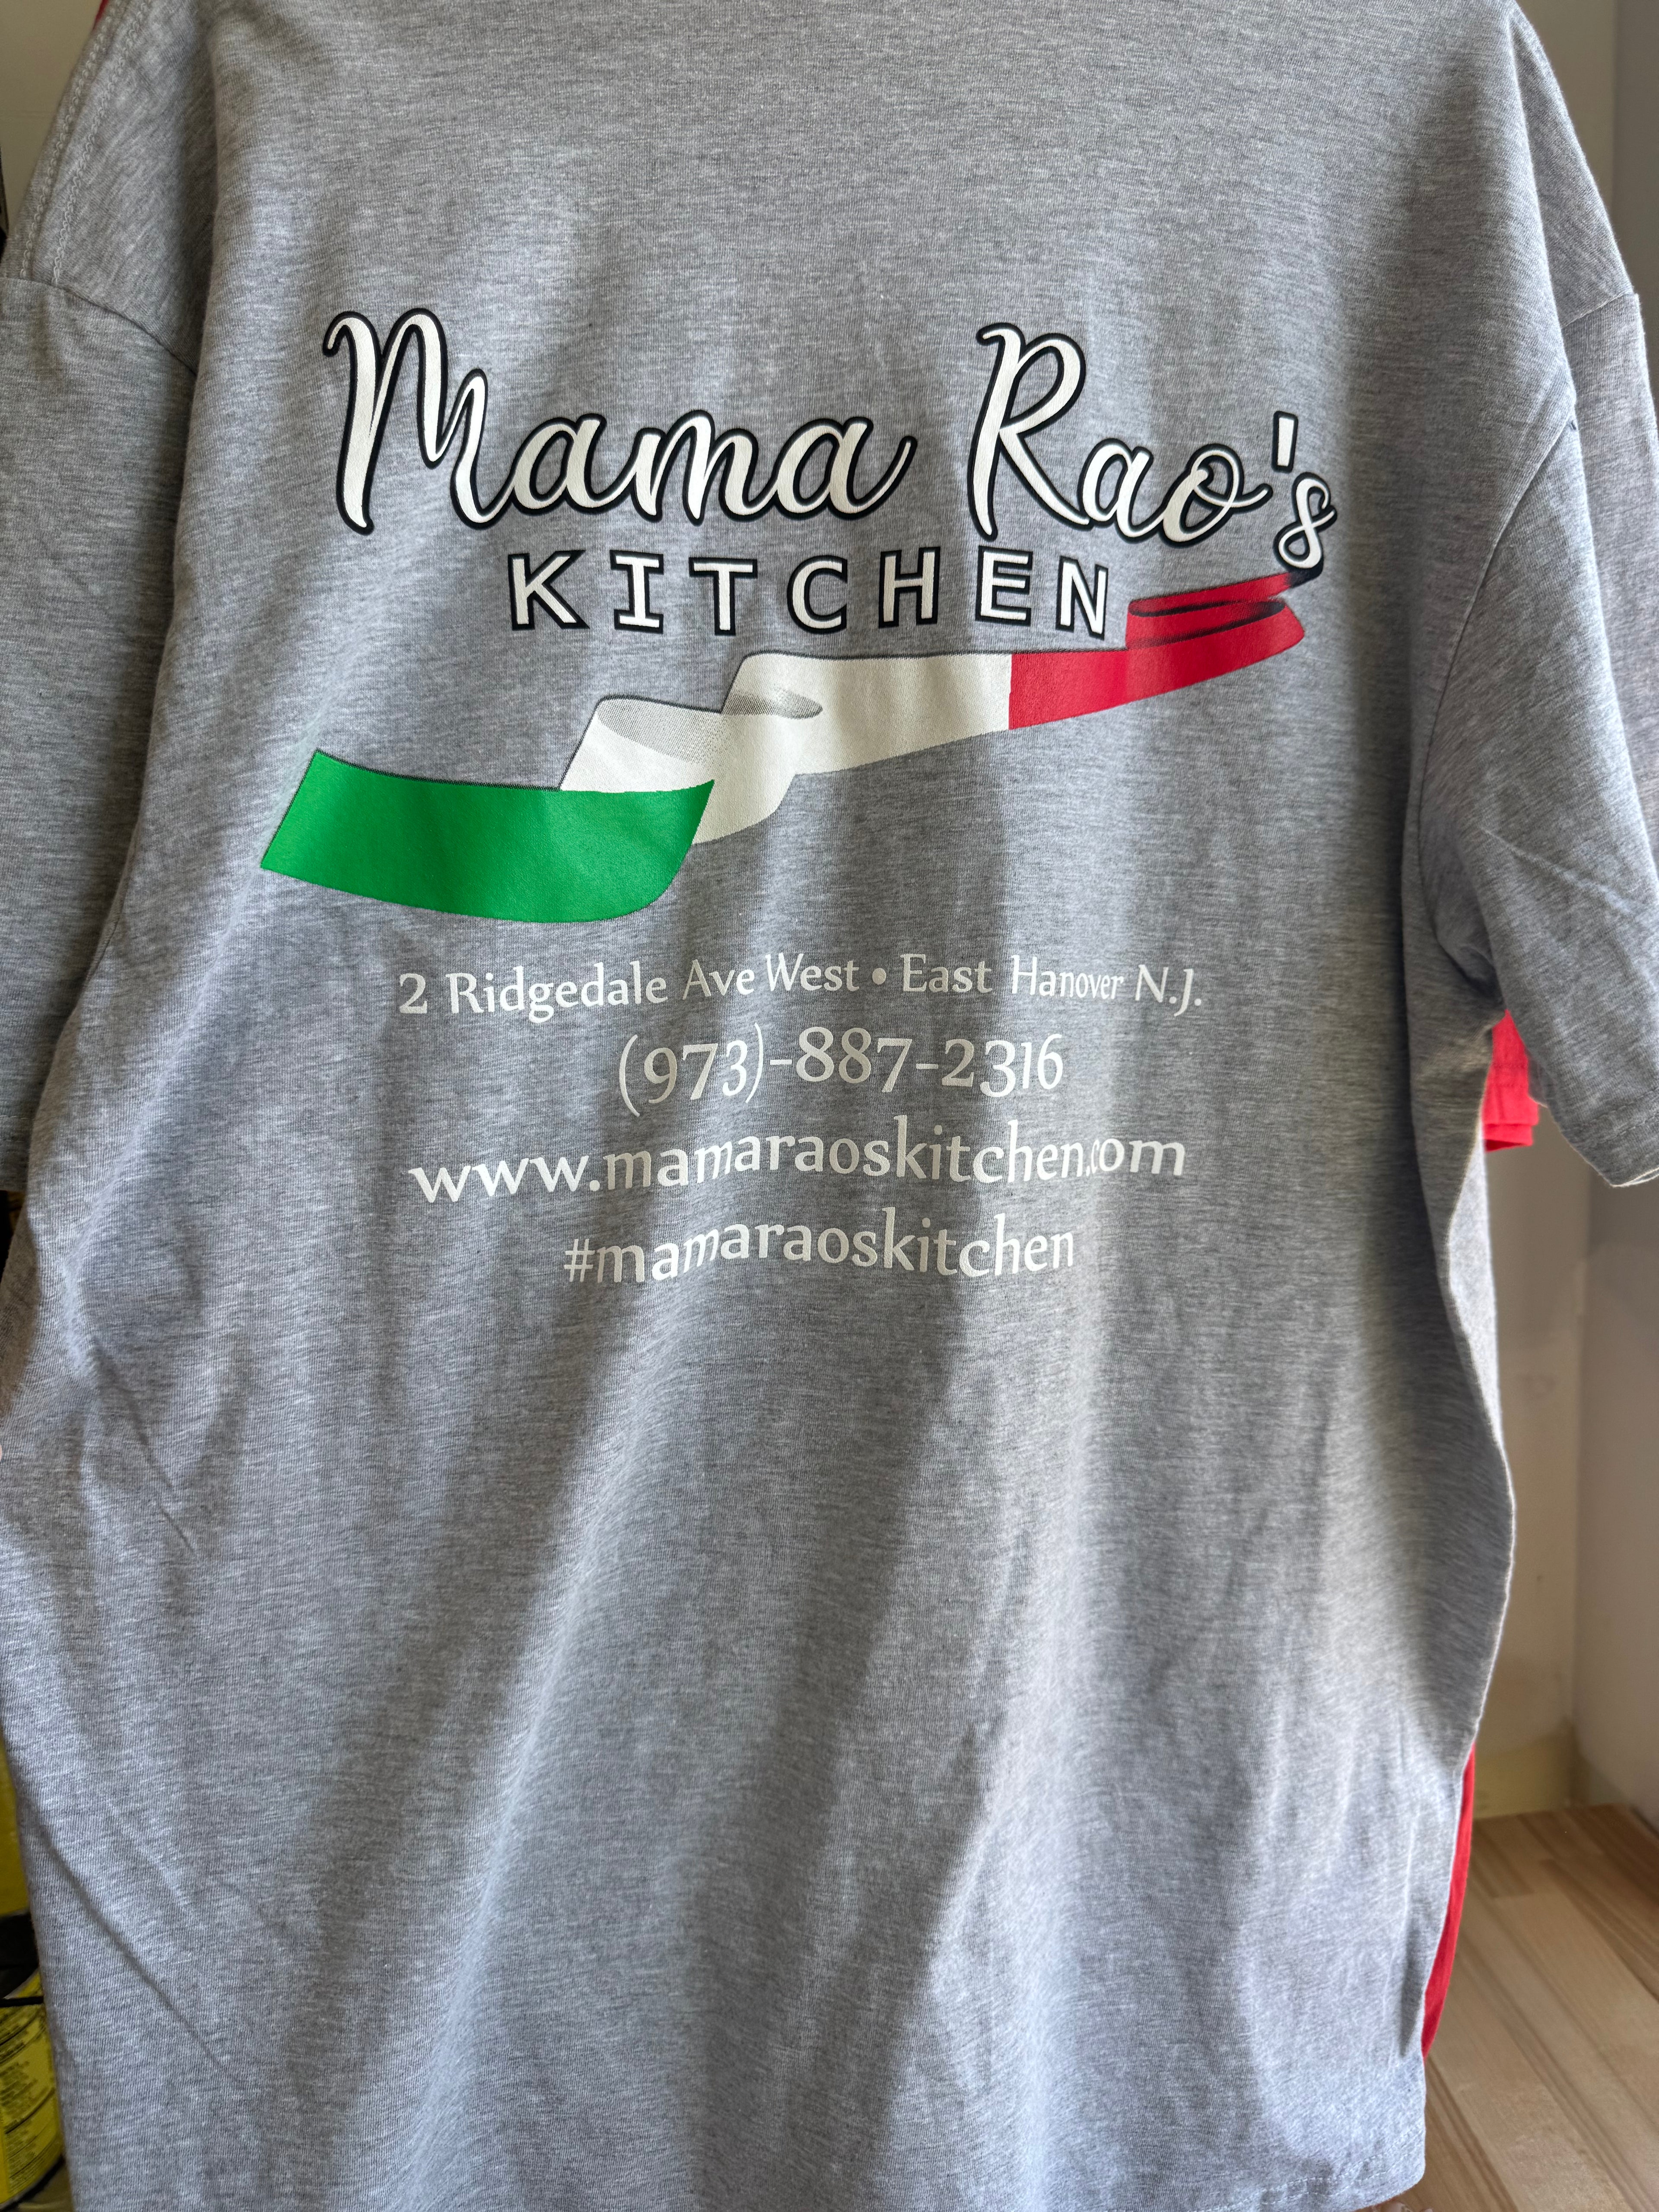 Mama Rao's
KITCHEN
2 Ridgedale Ave West • East Hanover N.J.
(973)-887-2316
www.mamaraoskitchen.com
#mamaraoskitchen